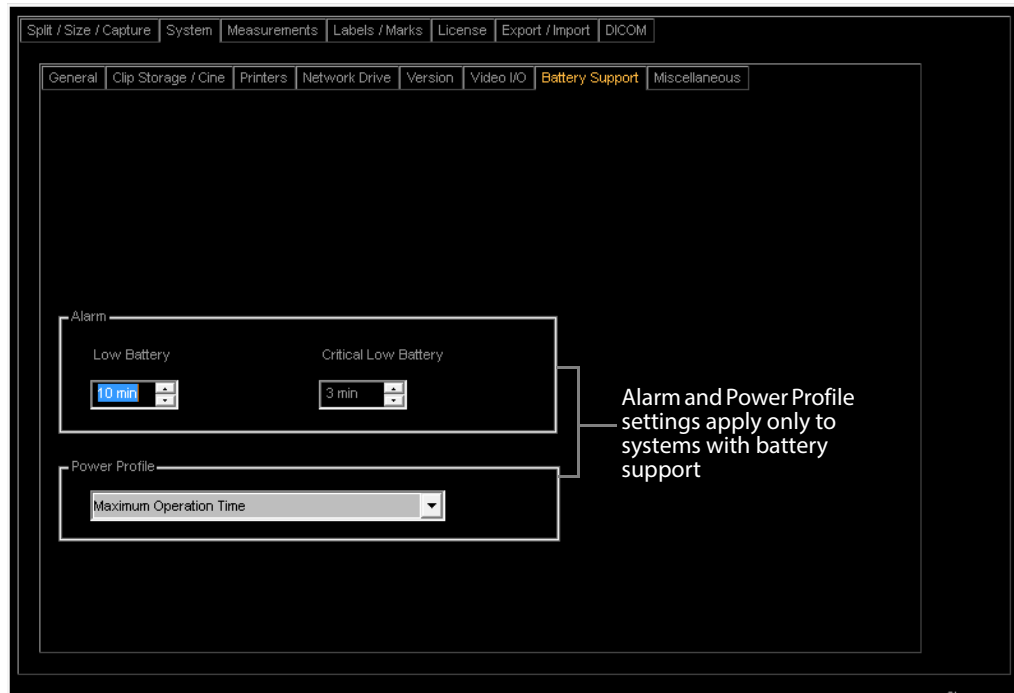 Split / Size / Capture System Measurements Labels / Marks License Export / Import DICOM
General Clip Storage / Cine Printers Network Drive Version Video I/O Battery Support Miscellaneous
Alarm
Low Battery Critical Low Battery
10 min 3 min
Alarm and Power Profile
settings apply only to
systems with battery
support
Power Profile
Maximum Operation Time